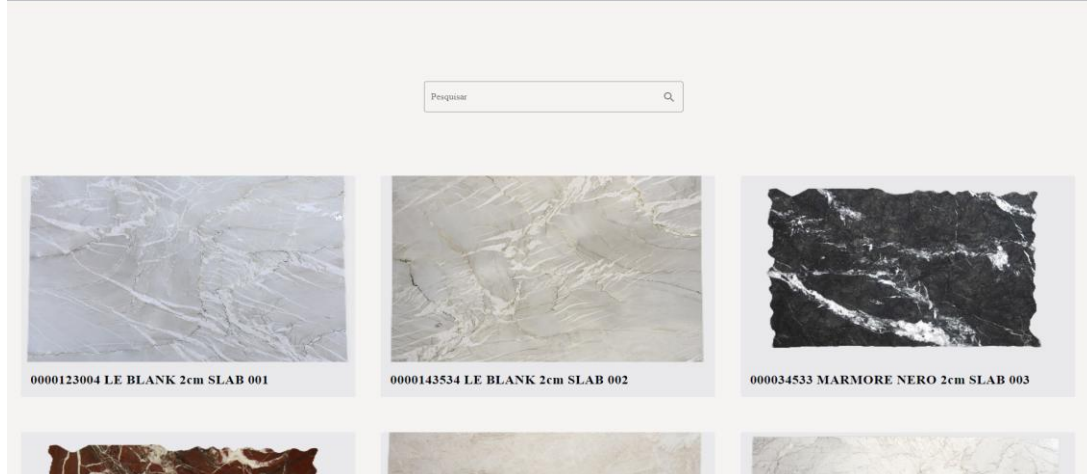 Pesquisar
0000123004 LE BLANK 2cm SLAB 001
0000143534 LE BLANK 2cm SLAB 002
000034533 MARMORE NERO 2cm SLAB 003